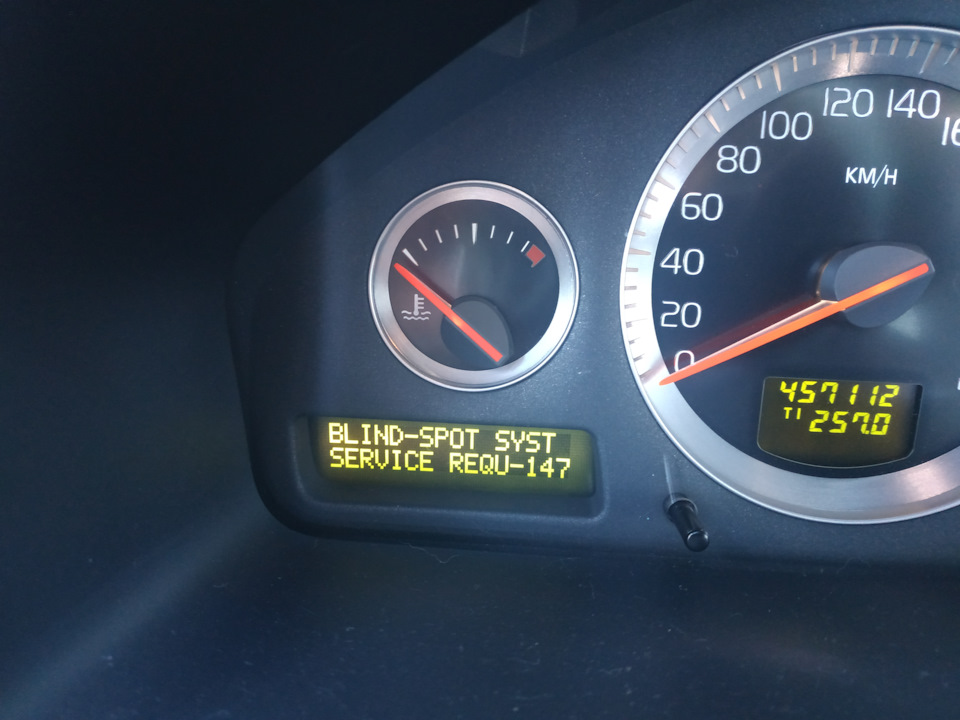 120 140
100
80
60
40
20
0
KM/H
457112
T1 257.0
BLIND-SPOT SYST
SERVICE REQU-147